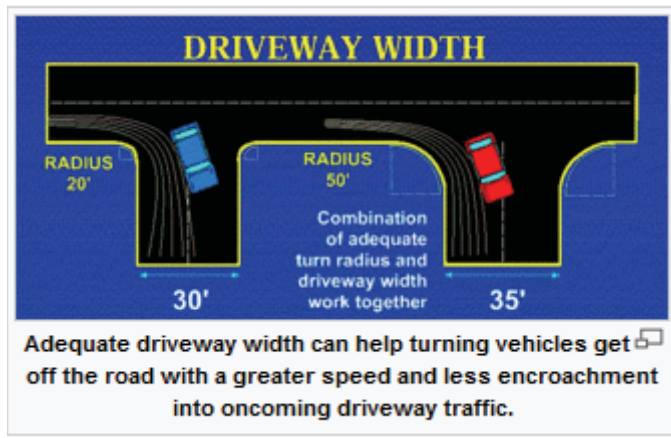 DRIVEWAY WIDTH
RADIUS
20'
RADIUS
50'
Combination
of adequate
turn radius and
driveway width
work together
30'
35'
Adequate driveway width can help turning vehicles get
off the road with a greater speed and less encroachment
into oncoming driveway traffic.